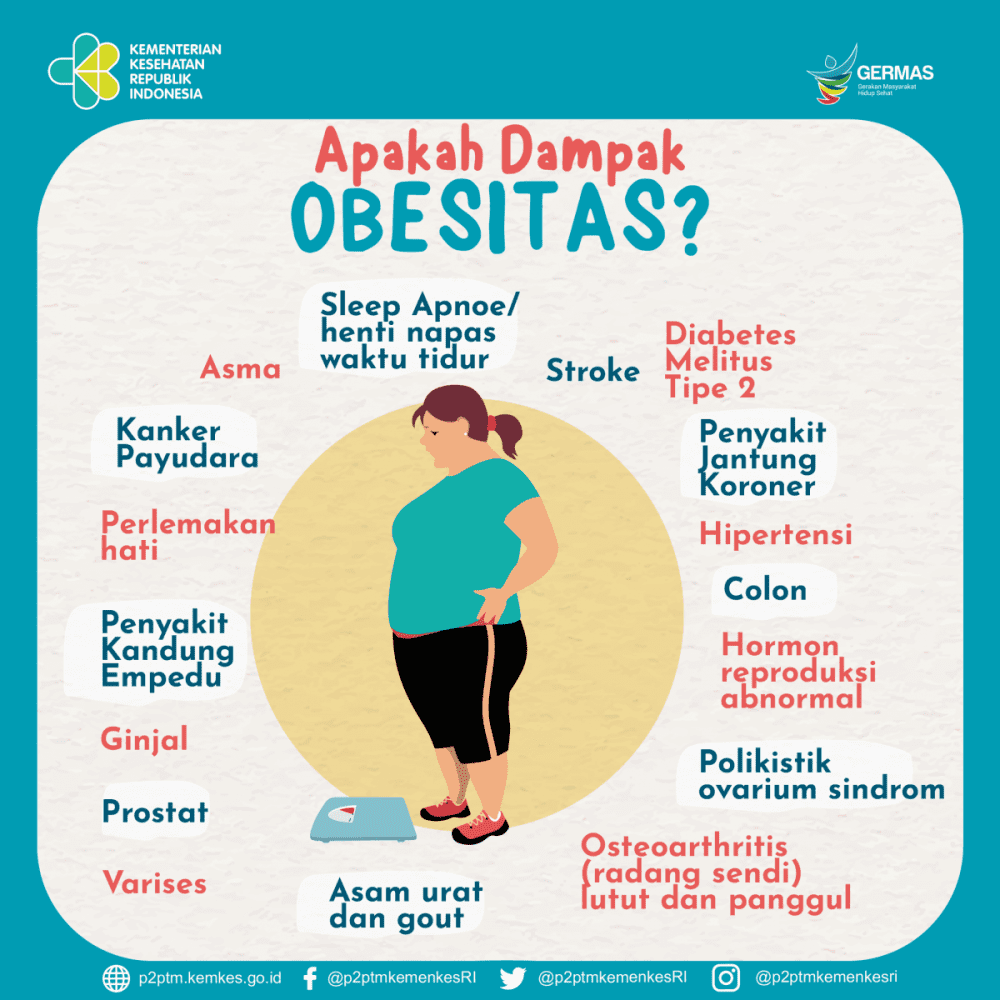 KEMENTERIAN
KESEHATAN
REPUBLIK
INDONESIA
GERMAS
Gerakan Masyarakat
Hidup Sehat
Apakah Dampak
OBESITAS?
Sleep Apnoe/
henti napas
waktu tidur
Asma
Stroke
Diabetes
Melitus
Tipe 2
Kanker
Payudara
Penyakit
Jantung
Koroner
Perlemakan
hati
Hipertensi
Colon
Penyakit
Kandung
Empedu
Hormon
reproduksi
abnormal
Ginjal
Polikistik
ovarium sindrom
Prostat
Osteoarthritis
(radang sendi)
lutut dan panggul
Varises
Asam urat
dan gout
p2ptm.kemkes.go.id
@p2ptmkemenkesRI
@p2ptmkemenkesRI
@p2ptmkemenkesri